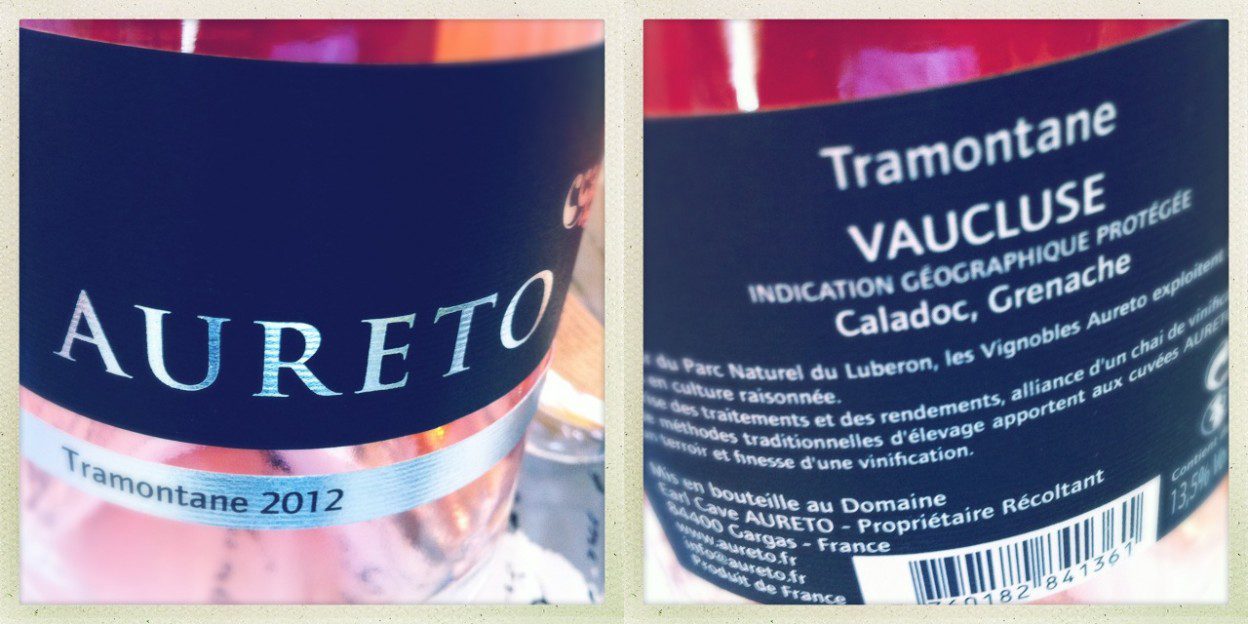 AURETO
Tramontane 2012
Tramontane
VAUCLUSE
INDICATION GÉOGRAPHIQUE PROTÉGÉE
Caladoc, Grenache
du Parc Naturel du Luberon, les Vignobles Aureto exploitent
en culture raisonnée.
des traitements et des rendements, alliance d'un chai de
méthodes traditionnelles d'élevage apportent aux cuvées
terroir et finesse d'une vinification.
Mis en bouteille au Domaine
Earl Cave AURETO - Propriétaire Récoltant
84400 Gargas - France
www.aureto.fr
info@aureto.fr
Produit de France
Contient
13,5%
760182 841361